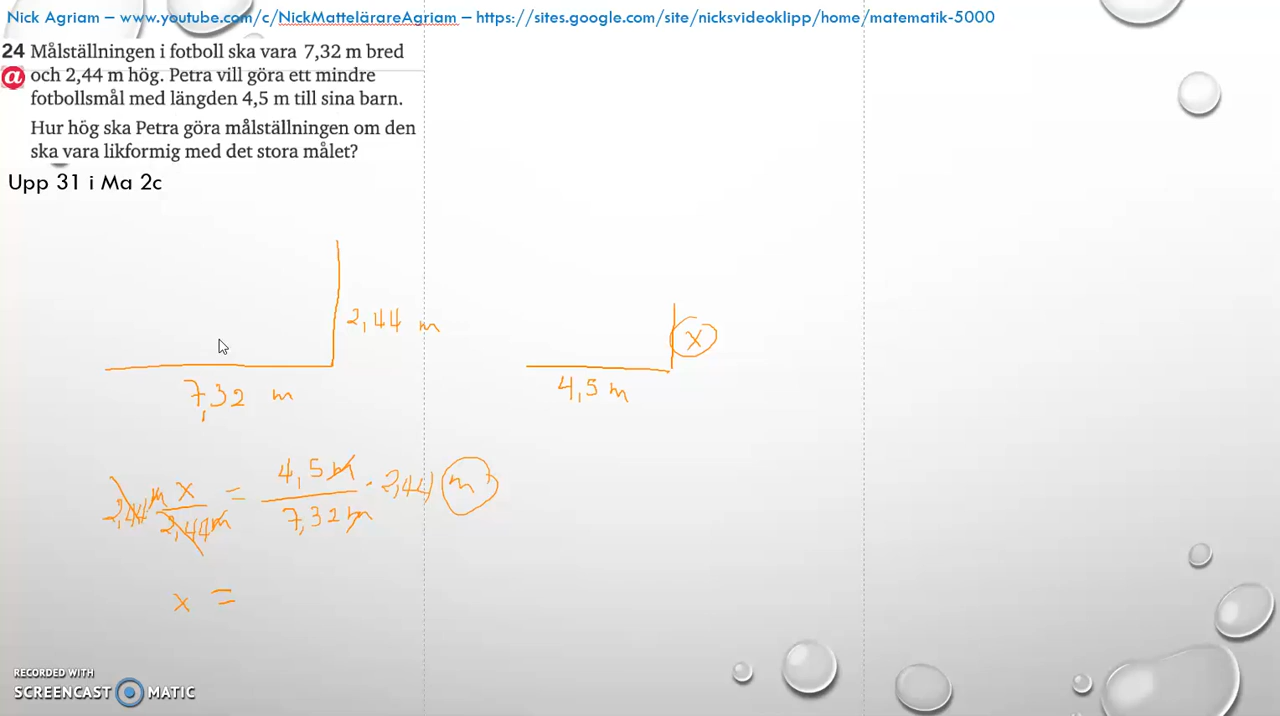 Nick Agriam – www.youtube.com/c/NickMattelärareAgriam – https://sites.google.com/site/nicksvideoklipp/home/matematik-5000
24 Målställningen i fotboll ska vara 7,32 m bred
a och 2,44 m hög. Petra vill göra ett mindre
fotbollsmål med längden 4,5 m till sina barn.
Hur hög ska Petra göra målställningen om den
ska vara likformig med det stora målet?
Upp 31 i Ma 2c
2,44 m
x
7,32 m
4,5 m
2,44 m x / 2,44 m = 4,5 m / 7,32 m · 2,44 m
x =
RECORDED WITH
SCREENCAST MATIC